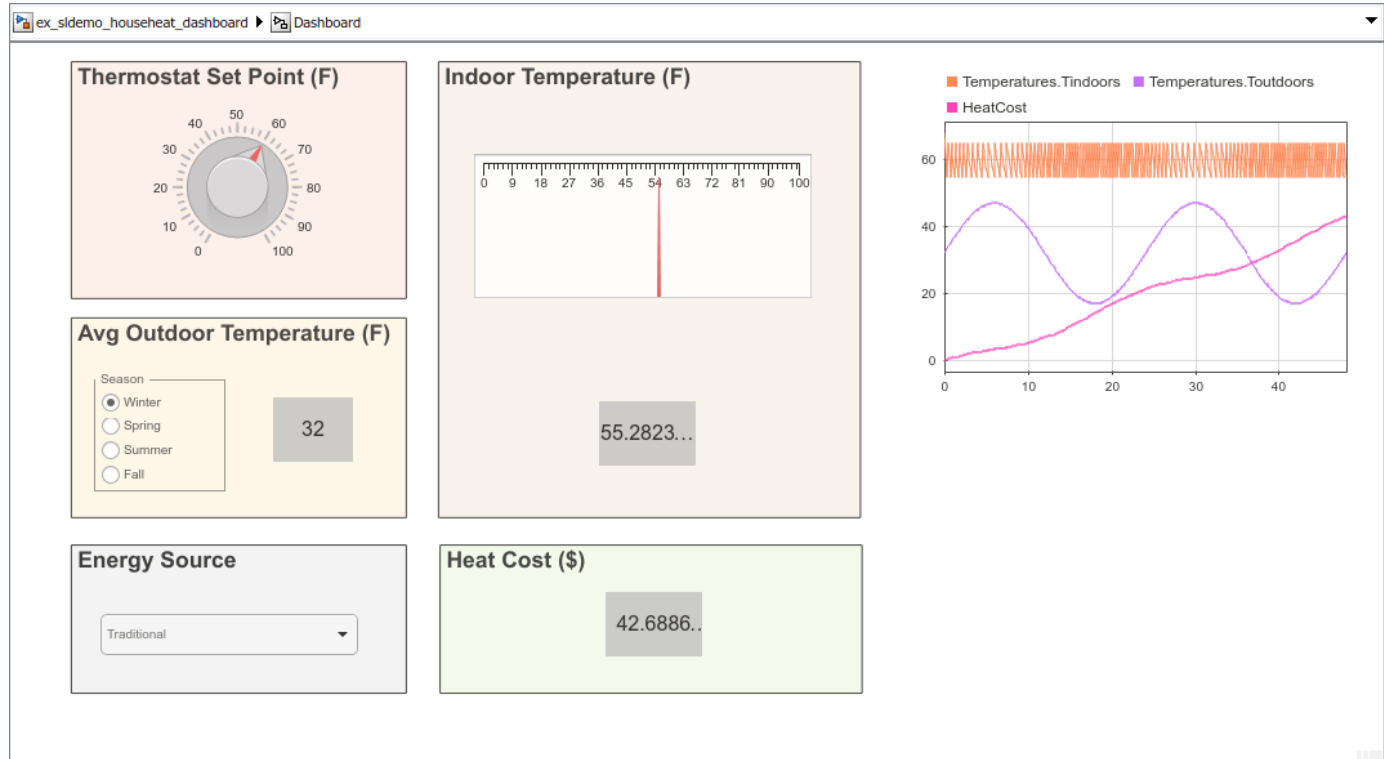 ex_sldemo_househeat_dashboard Dashboard
Thermostat Set Point (F)
50
40 60
30 70
20 80
10 90
0 100
Avg Outdoor Temperature (F)
Season
Winter
Spring
Summer
Fall
32
Energy Source
Traditional
Indoor Temperature (F)
0 9 18 27 36 45 54 63 72 81 90 100
55.2823...
Heat Cost ($)
42.6886..
Temperatures.Tindoors Temperatures.Toutdoors
HeatCost
60
40
20
0
0 10 20 30 40